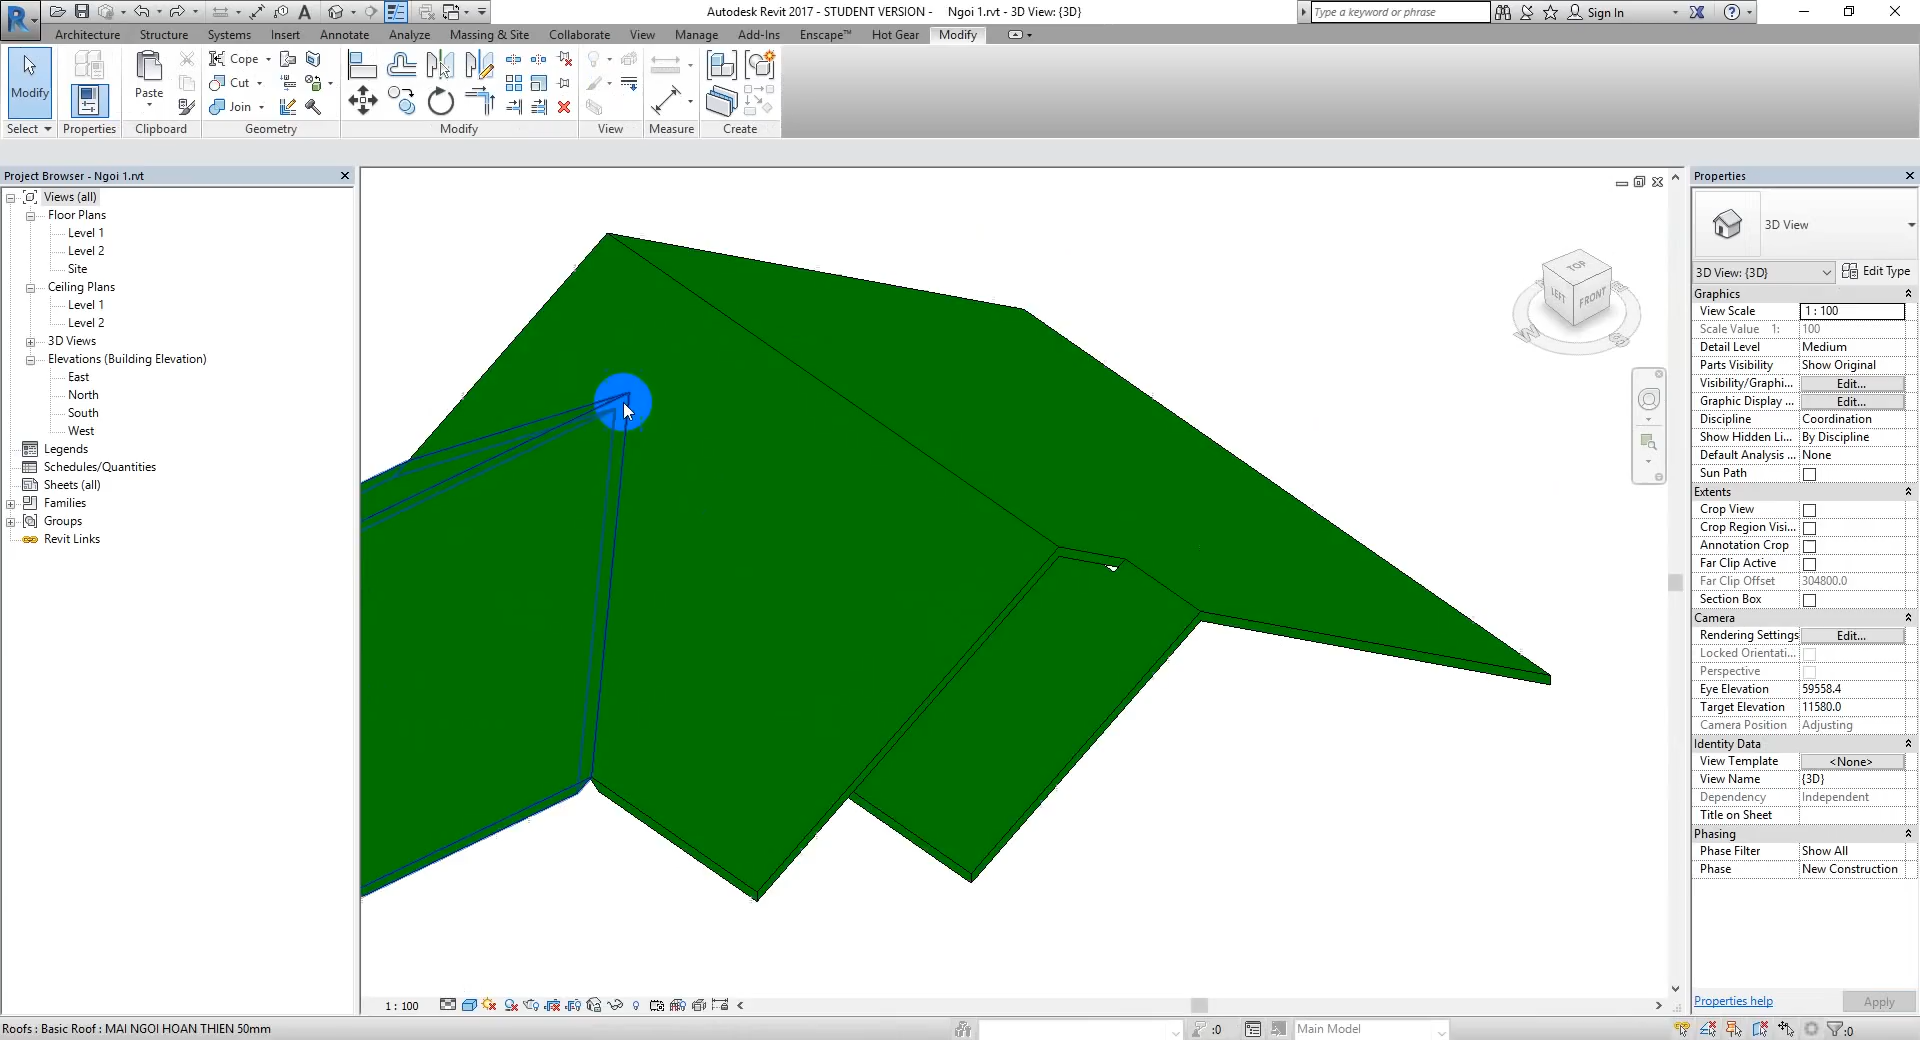 Autodesk Revit 2017 - STUDENT VERSION - Ngoi 1.rvt - 3D View: {3D}
Type a keyword or phrase
Sign In
Architecture Structure Systems Insert Annotate Analyze Massing & Site Collaborate View Manage Add-Ins Enscape™ Hot Gear Modify
Modify
Paste
Cope
Cut
Join
Select Properties Clipboard Geometry Modify View Measure Create
Project Browser - Ngoi 1.rvt
Views (all)
Floor Plans
Level 1
Level 2
Site
Ceiling Plans
Level 1
Level 2
3D Views
Elevations (Building Elevation)
East
North
South
West
Legends
Schedules/Quantities
Sheets (all)
Families
Groups
Revit Links
TOP
LEFT
FRONT
W
Properties
3D View
3D View: {3D} Edit Type
Graphics
View Scale 1 : 100
Scale Value 1: 100
Detail Level Medium
Parts Visibility Show Original
Visibility/Graphi... Edit...
Graphic Display ... Edit...
Discipline Coordination
Show Hidden Li... By Discipline
Default Analysis ... None
Sun Path
Extents
Crop View
Crop Region Visi...
Annotation Crop
Far Clip Active
Far Clip Offset 304800.0
Section Box
Camera
Rendering Settings Edit...
Locked Orientati...
Perspective
Eye Elevation 59558.4
Target Elevation 11580.0
Camera Position Adjusting
Identity Data
View Template <None>
View Name {3D}
Dependency Independent
Title on Sheet
Phasing
Phase Filter Show All
Phase New Construction
Properties help Apply
1 : 100
Roofs : Basic Roof : MAI NGOI HOAN THIEN 50mm
:0
Main Model
:0